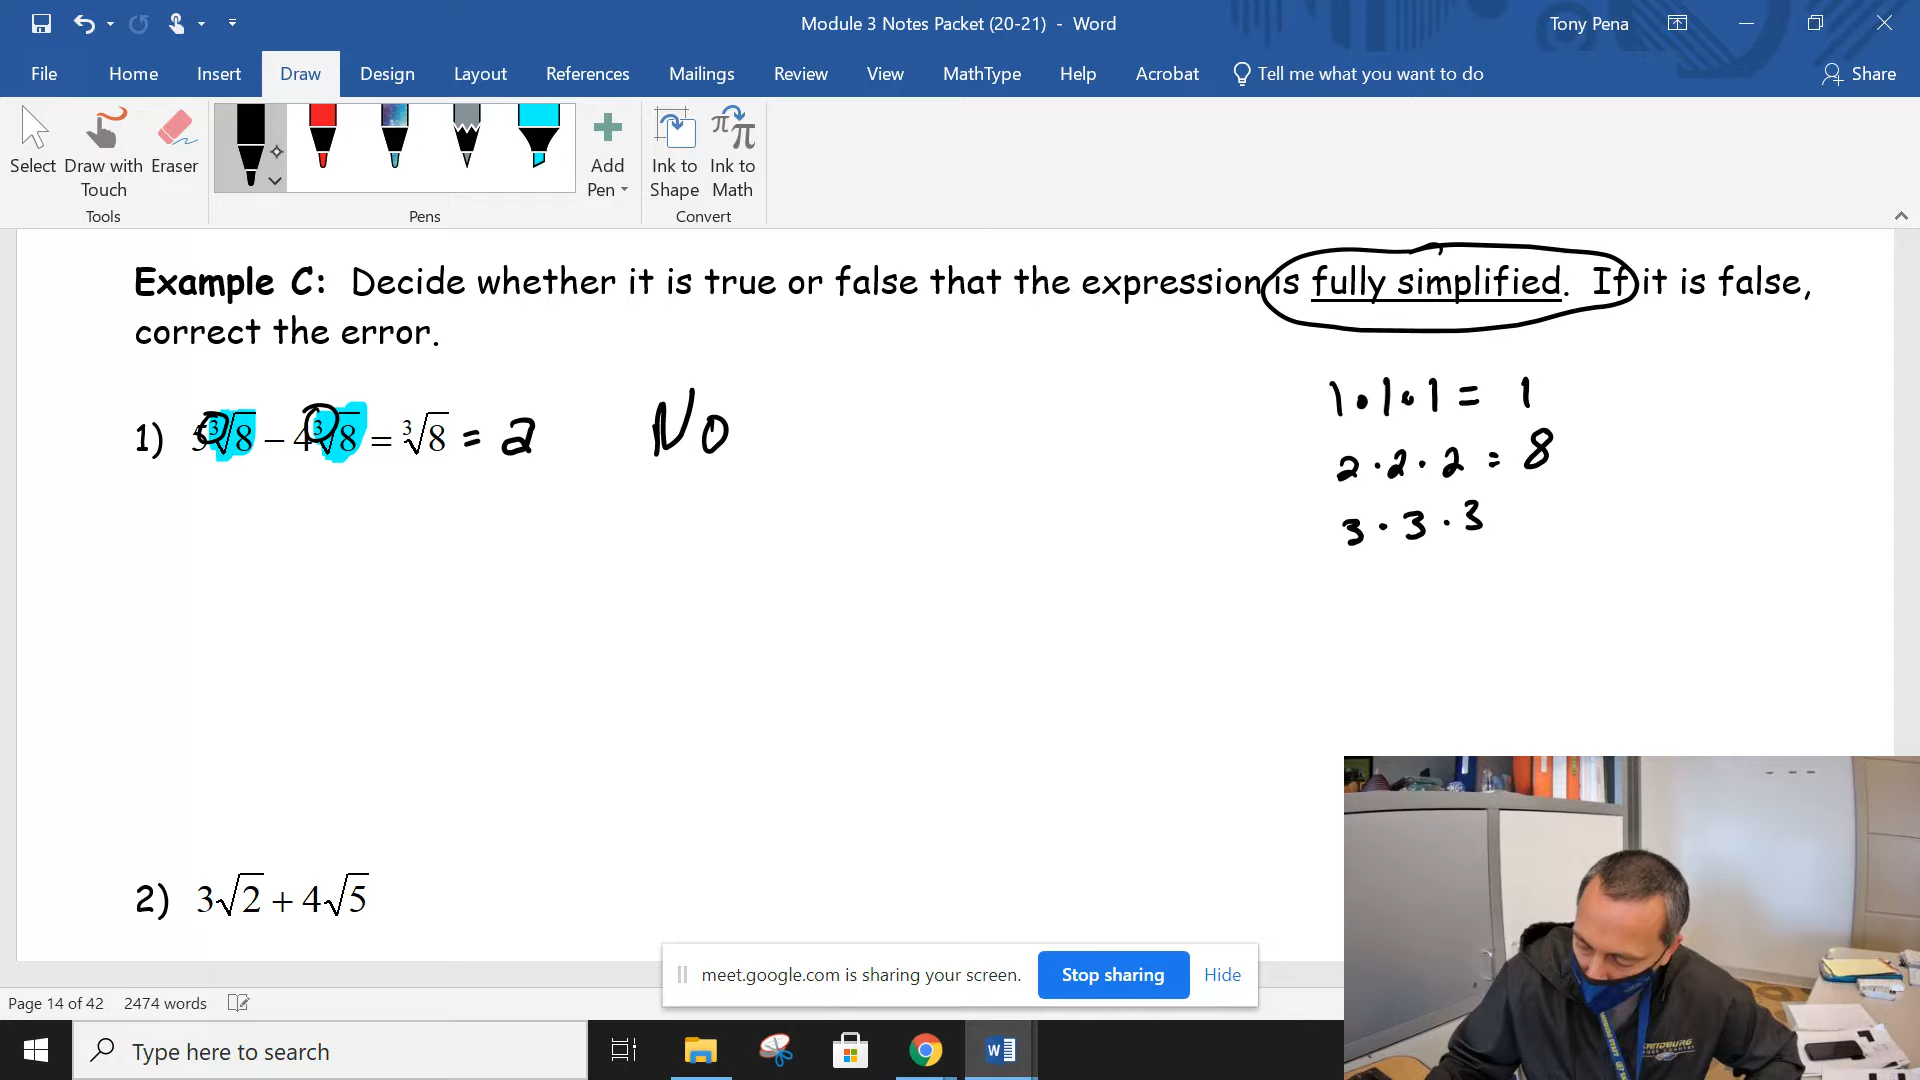 Module 3 Notes Packet (20-21) - Word
Tony Pena
File Home Insert Draw Design Layout References Mailings Review View MathType Help Acrobat Tell me what you want to do Share
Select Draw with Touch Eraser Add Pen Ink to Shape Ink to Math
Tools Pens Convert
Example C: Decide whether it is true or false that the expression is fully simplified. If it is false,
correct the error.
1) 5∛8 − 4∛8 = ∛8 = 2 No
1 · 1 · 1 = 1
2 · 2 · 2 = 8
3 · 3 · 3
2) 3√2 + 4√5
meet.google.com is sharing your screen. Stop sharing Hide
Page 14 of 42 2474 words
Type here to search
SANDBURG